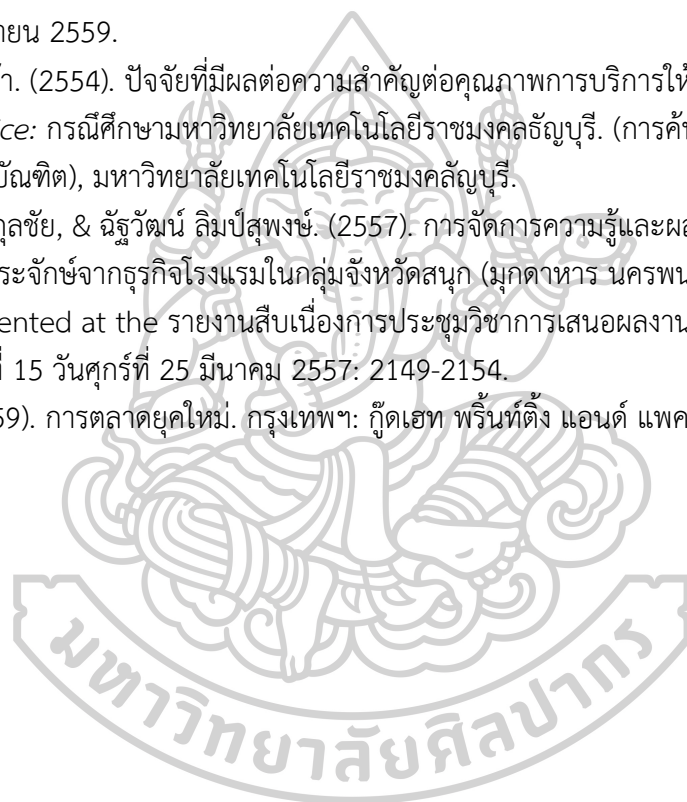 ายน 2559.
า. (2554). ปัจจัยที่มีผลต่อความสำคัญต่อคุณภาพการบริการให้
ice: กรณีศึกษามหาวิทยาลัยเทคโนโลยีราชมงคลธัญบุรี. (การค้น
บัณฑิต), มหาวิทยาลัยเทคโนโลยีราชมงคลัญบุรี.
กุลชัย, & ฉัฐวัฒน์ ลิมป์สุพงษ์. (2557). การจัดการความรู้และผล
ระจักษ์จากธุรกิจโรงแรมในกลุ่มจังหวัดสนุก (มุกดาหาร นครพน
ented at the รายงานสืบเนื่องการประชุมวิชาการเสนอผลงาน
ที่ 15 วันศุกร์ที่ 25 มีนาคม 2557: 2149-2154.
59). การตลาดยุคใหม่. กรุงเทพฯ: กู๊ดเฮท พริ้นท์ติ้ง แอนด์ แพค
มหาวิทยาลัยศิลปากร